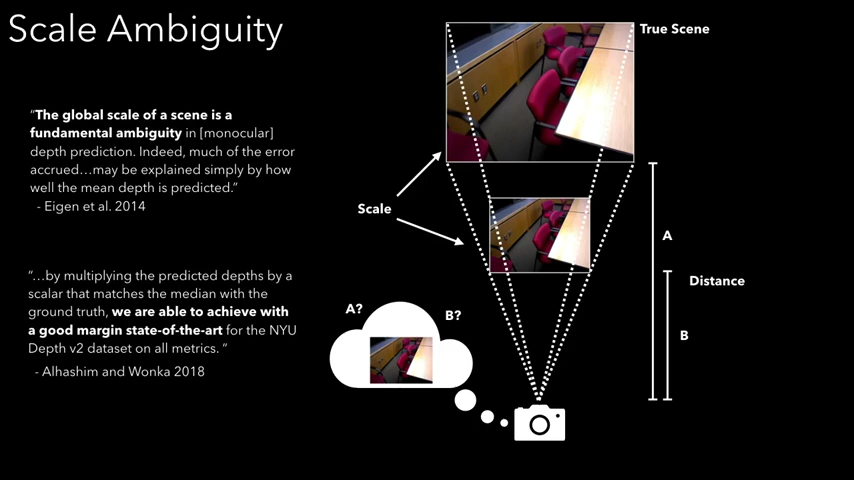 Scale Ambiguity
“The global scale of a scene is a
fundamental ambiguity in [monocular]
depth prediction. Indeed, much of the error
accrued…may be explained simply by how
well the mean depth is predicted.”
- Eigen et al. 2014
“…by multiplying the predicted depths by a
scalar that matches the median with the
ground truth, we are able to achieve with
a good margin state-of-the-art for the NYU
Depth v2 dataset on all metrics. ”
- Alhashim and Wonka 2018
True Scene
Scale
A
Distance
B
A?
B?